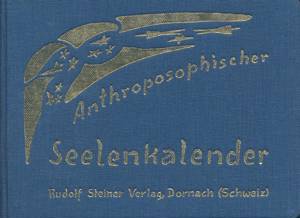 Anthroposophischer
Seelenkalender
Rudolf Steiner Verlag, Dornach (Schweiz)